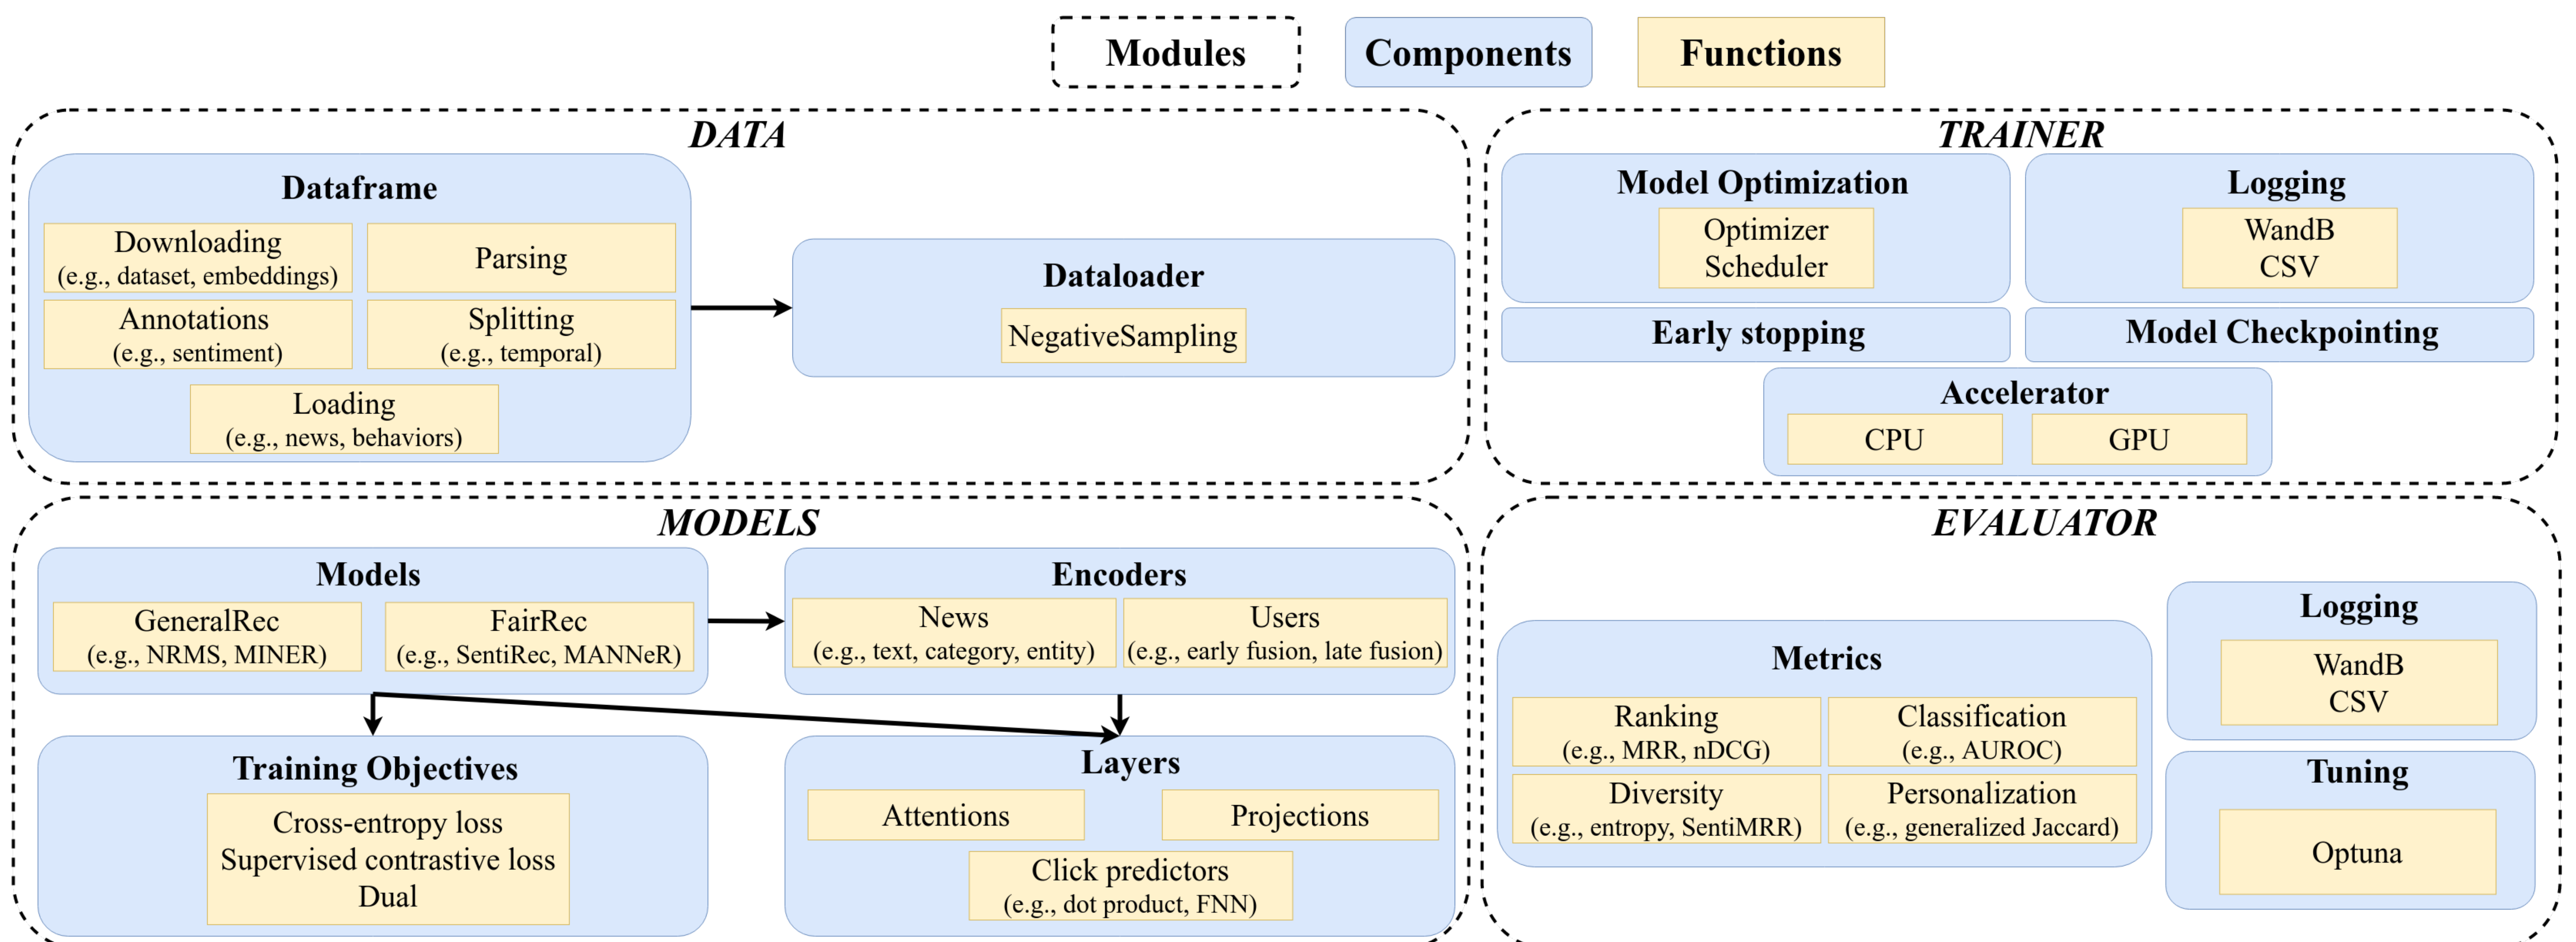 Modules
Components
Functions
DATA
Dataframe
Downloading
(e.g., dataset, embeddings)
Parsing
Annotations
(e.g., sentiment)
Splitting
(e.g., temporal)
Loading
(e.g., news, behaviors)
Dataloader
NegativeSampling
TRAINER
Model Optimization
Optimizer
Scheduler
Logging
WandB
CSV
Early stopping
Model Checkpointing
Accelerator
CPU
GPU
MODELS
Models
GeneralRec
(e.g., NRMS, MINER)
FairRec
(e.g., SentiRec, MANNeR)
Encoders
News
(e.g., text, category, entity)
Users
(e.g., early fusion, late fusion)
Training Objectives
Cross-entropy loss
Supervised contrastive loss
Dual
Layers
Attentions
Projections
Click predictors
(e.g., dot product, FNN)
EVALUATOR
Metrics
Ranking
(e.g., MRR, nDCG)
Classification
(e.g., AUROC)
Diversity
(e.g., entropy, SentiMRR)
Personalization
(e.g., generalized Jaccard)
Logging
WandB
CSV
Tuning
Optuna